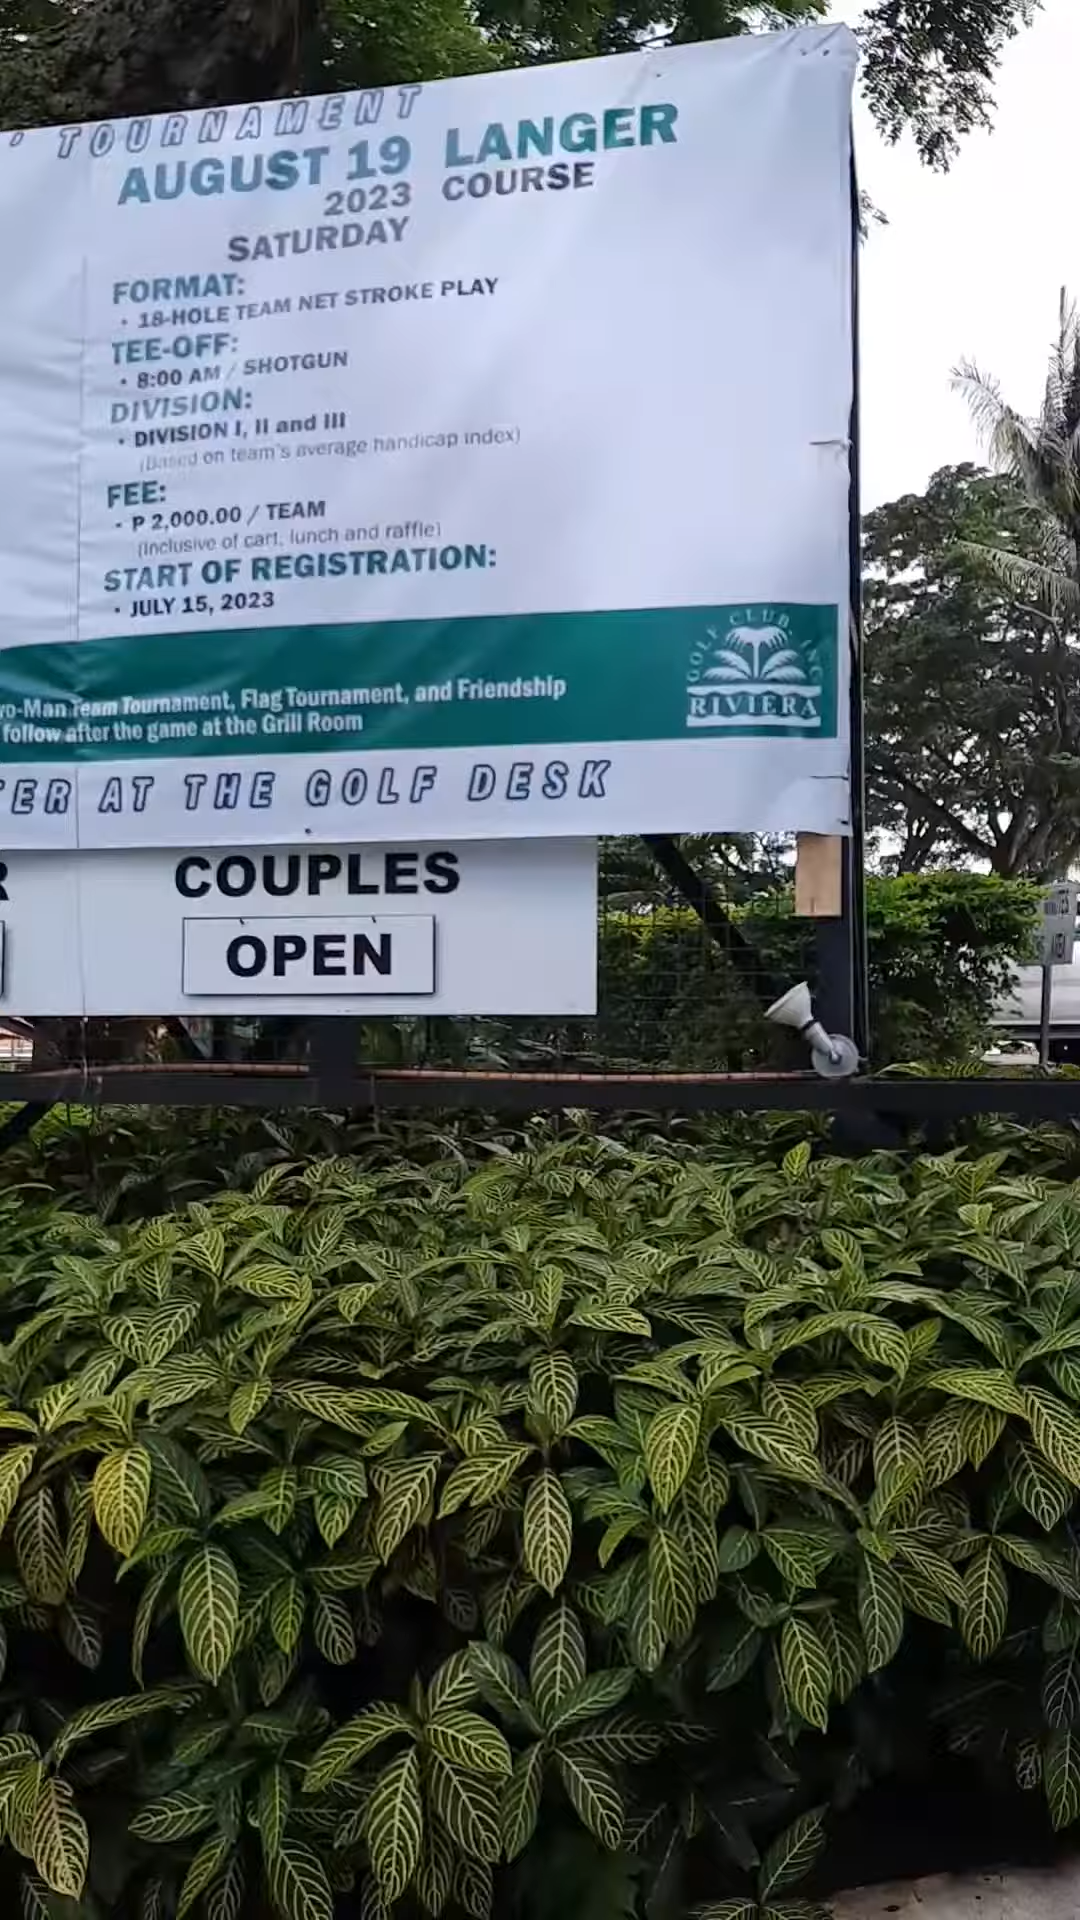 TOURNAMENT
AUGUST 19
2023
SATURDAY
LANGER
COURSE
FORMAT:
• 18-HOLE TEAM NET STROKE PLAY
TEE-OFF:
• 8:00 AM / SHOTGUN
DIVISION:
• DIVISION I, II and III
(Based on team's average handicap index)
FEE:
• P 2,000.00 / TEAM
(inclusive of cart, lunch and raffle)
START OF REGISTRATION:
• JULY 15, 2023
wo-Man Team Tournament, Flag Tournament, and Friendship
follow after the game at the Grill Room
GOLF CLUB, INC
RIVIERA
TER AT THE GOLF DESK
R
COUPLES
OPEN